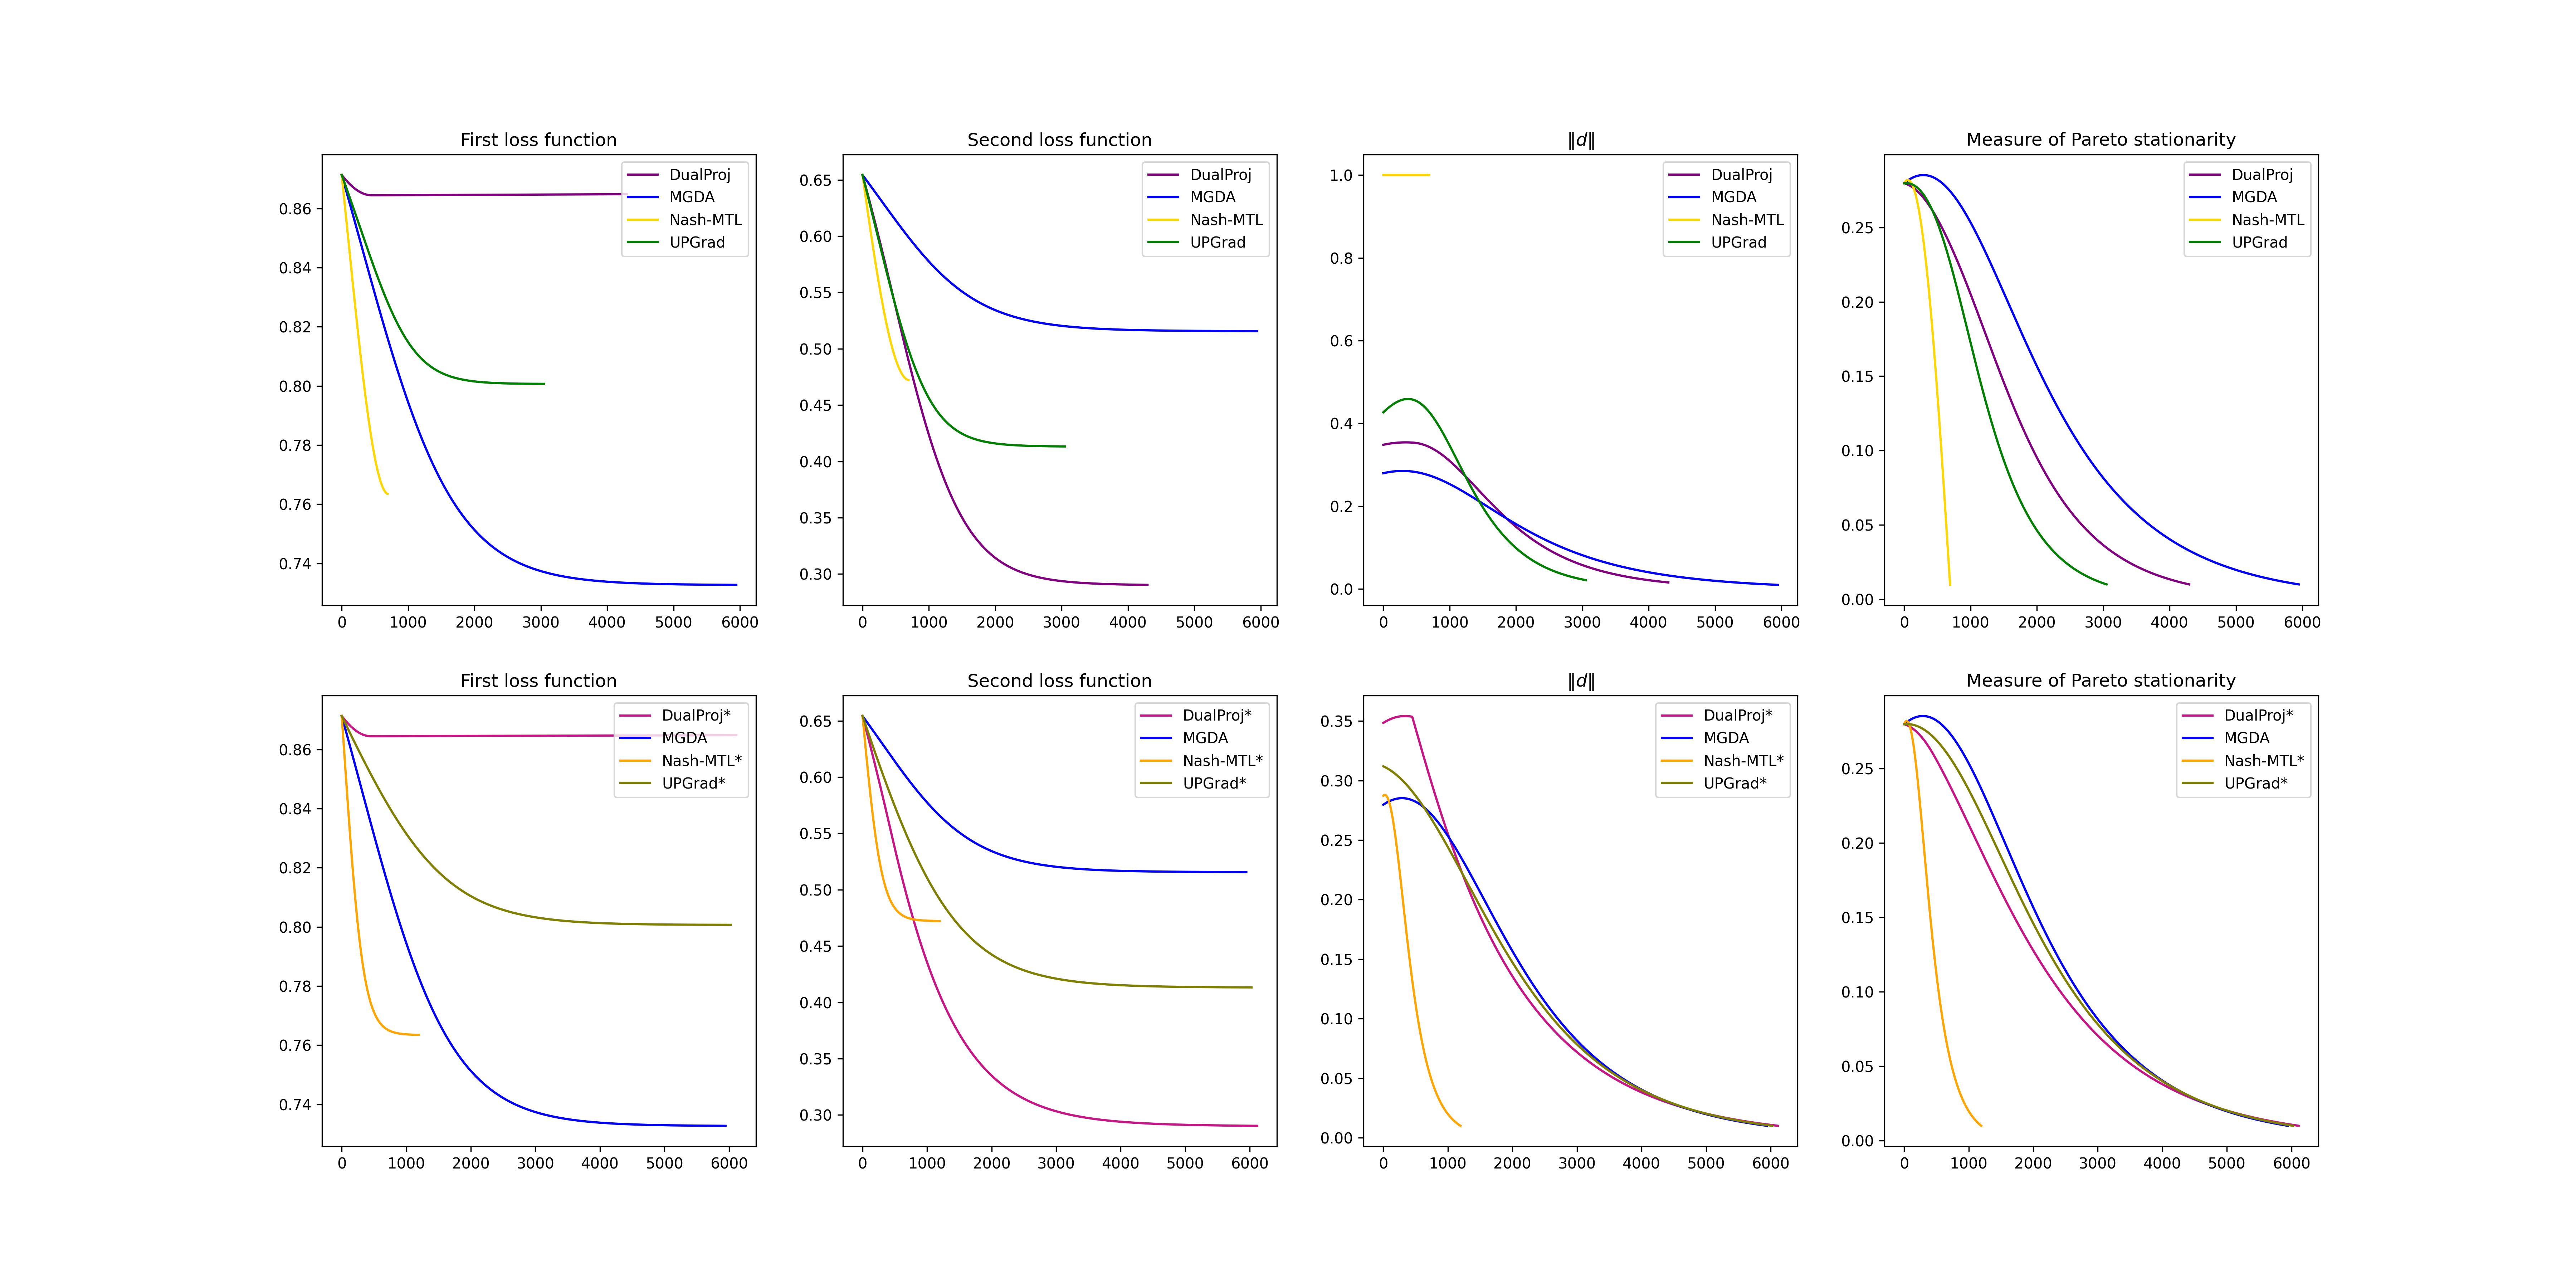 First loss function
DualProj
MGDA
Nash-MTL
UPGrad
0.86
0.84
0.82
0.80
0.78
0.76
0.74
0 1000 2000 3000 4000 5000 6000
Second loss function
DualProj
MGDA
Nash-MTL
UPGrad
0.65
0.60
0.55
0.50
0.45
0.40
0.35
0.30
0 1000 2000 3000 4000 5000 6000
‖d‖
DualProj
MGDA
Nash-MTL
UPGrad
1.0
0.8
0.6
0.4
0.2
0.0
0 1000 2000 3000 4000 5000 6000
Measure of Pareto stationarity
DualProj
MGDA
Nash-MTL
UPGrad
0.25
0.20
0.15
0.10
0.05
0.00
0 1000 2000 3000 4000 5000 6000
First loss function
DualProj*
MGDA
Nash-MTL*
UPGrad*
0.86
0.84
0.82
0.80
0.78
0.76
0.74
0 1000 2000 3000 4000 5000 6000
Second loss function
DualProj*
MGDA
Nash-MTL*
UPGrad*
0.65
0.60
0.55
0.50
0.45
0.40
0.35
0.30
0 1000 2000 3000 4000 5000 6000
‖d‖
DualProj*
MGDA
Nash-MTL*
UPGrad*
0.35
0.30
0.25
0.20
0.15
0.10
0.05
0.00
0 1000 2000 3000 4000 5000 6000
Measure of Pareto stationarity
DualProj*
MGDA
Nash-MTL*
UPGrad*
0.25
0.20
0.15
0.10
0.05
0.00
0 1000 2000 3000 4000 5000 6000